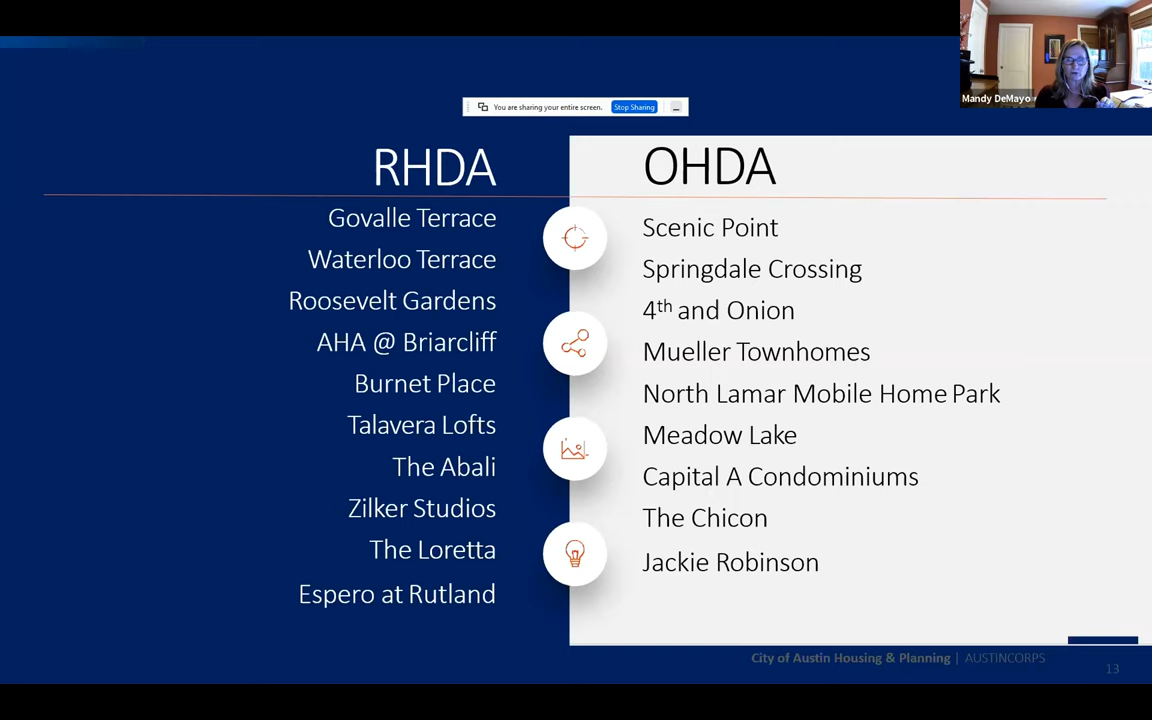 Mandy DeMayo
You are sharing your entire screen. Stop Sharing
RHDA
Govalle Terrace
Waterloo Terrace
Roosevelt Gardens
AHA @ Briarcliff
Burnet Place
Talavera Lofts
The Abali
Zilker Studios
The Loretta
Espero at Rutland
OHDA
Scenic Point
Springdale Crossing
4th and Onion
Mueller Townhomes
North Lamar Mobile Home Park
Meadow Lake
Capital A Condominiums
The Chicon
Jackie Robinson
City of Austin Housing & Planning | AUSTINCORPS
13